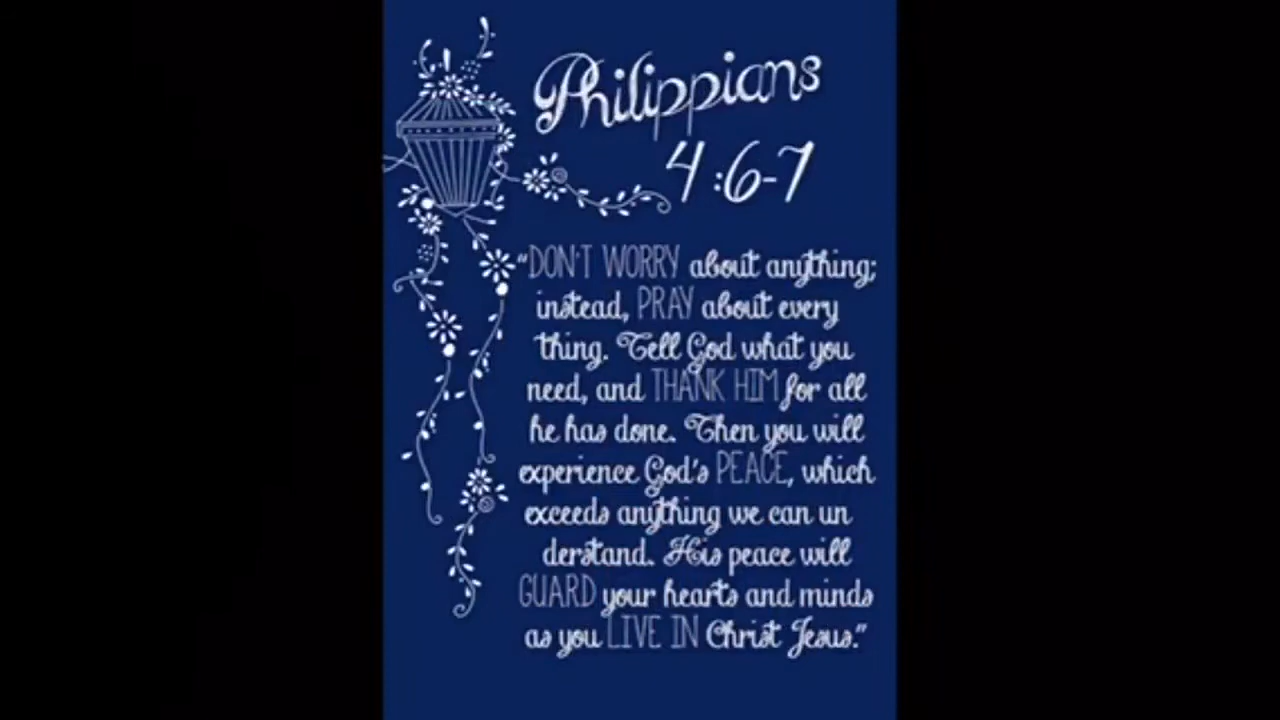 Philippians
4:6-7
"DON'T WORRY about anything;
instead, PRAY about every
thing. Tell God what you
need, and THANK HIM for all
he has done. Then you will
experience God's PEACE, which
exceeds anything we can un
derstand. His peace will
GUARD your hearts and minds
as you LIVE IN Christ Jesus."